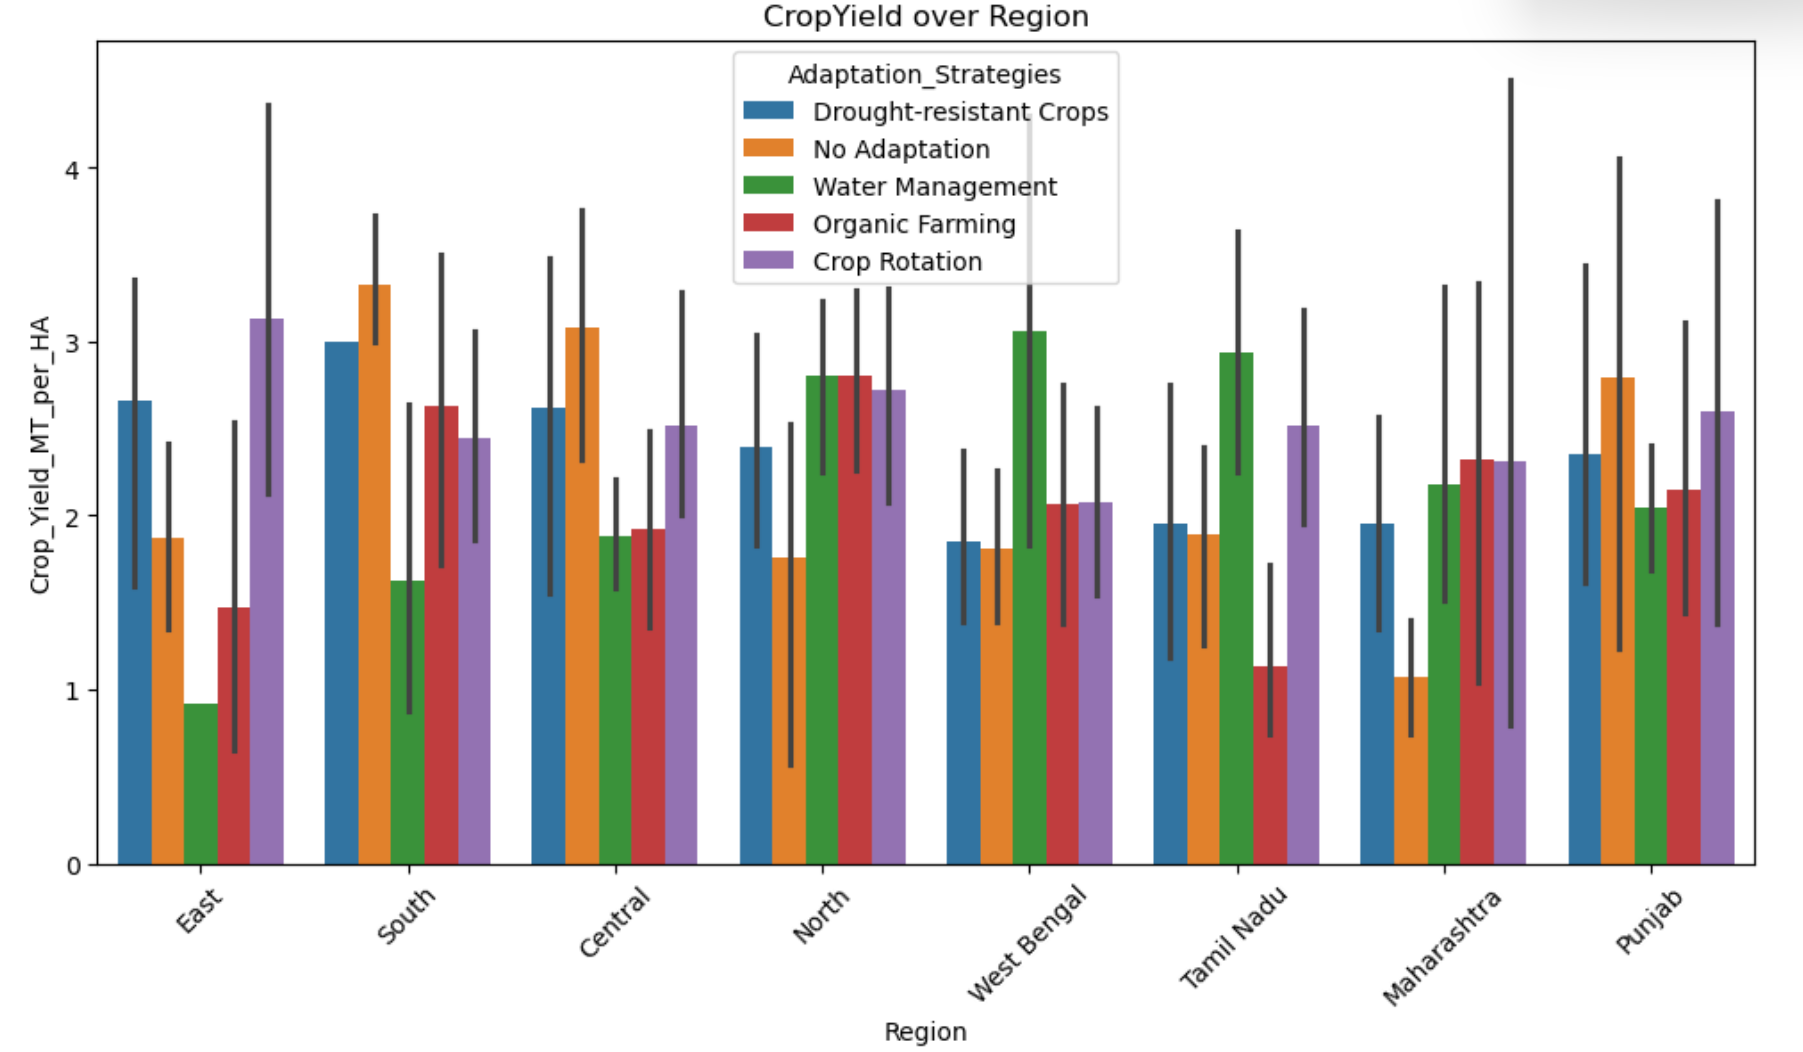 CropYield over Region
Adaptation_Strategies
Drought-resistant Crops
No Adaptation
Water Management
Organic Farming
Crop Rotation
Crop_Yield_MT_per_HA
4
3
2
1
0
East
South
Central
North
West Bengal
Tamil Nadu
Maharashtra
Punjab
Region